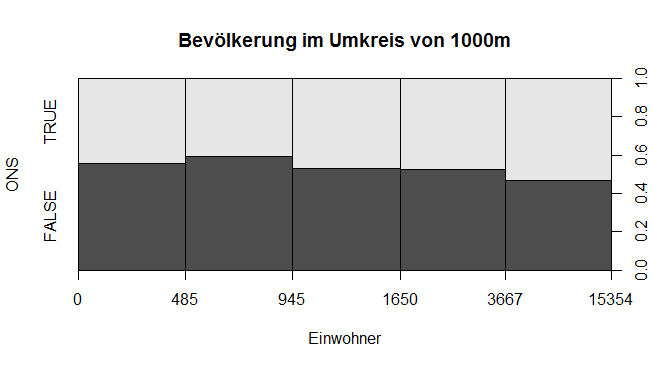 Bevölkerung im Umkreis von 1000m
ONS
TRUE
FALSE
1.0
0.8
0.6
0.4
0.2
0.0
0 485 945 1650 3667 15354
Einwohner